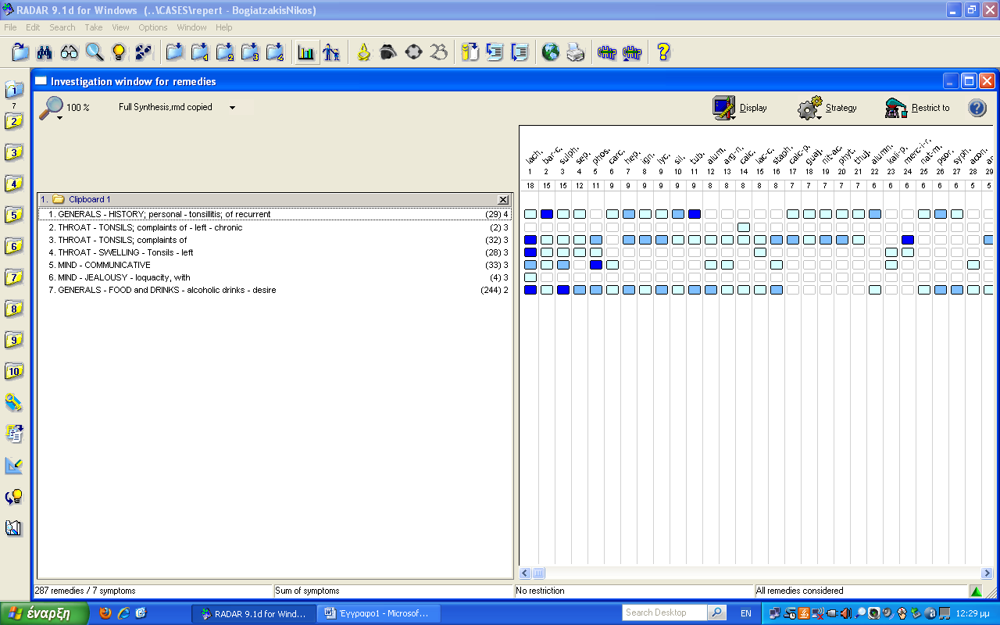 RADAR 9.1d for Windows (..\CASES\repert - BogiatzakisNikos)
File Edit Search Take View Options Window Help
1 2 3 4
23
Investigation window for remedies
100 % Full Synthesis,rmd copied Display Strategy Restrict to
1
7
2
3
4
5
6
7
8
9
10
lach. bar-c. sulph. sep. phos. carc. hep. ign. lyc. sil. tub. alum. arg-n. calc. lac-c. staph. calc-p. guaj. nit-ac. phyt. thuj. alumn. kali-p. merc-i-r. nat-m. psor. syph. acon.
1 2 3 4 5 6 7 8 9 10 11 12 13 14 15 16 17 18 19 20 21 22 23 24 25 26 27 28 29
18 15 15 12 11 9 9 9 9 9 9 8 8 8 8 8 7 7 7 7 7 6 6 6 6 6 6 5 5
1. Clipboard 1
1. GENERALS - HISTORY; personal - tonsillitis; of recurrent (29) 4
2. THROAT - TONSILS; complaints of - left - chronic (2) 3
3. THROAT - TONSILS; complaints of (32) 3
4. THROAT - SWELLING - Tonsils - left (28) 3
5. MIND - COMMUNICATIVE (33) 3
6. MIND - JEALOUSY - loquacity, with (4) 3
7. GENERALS - FOOD and DRINKS - alcoholic drinks - desire (244) 2
287 remedies / 7 symptoms Sum of symptoms No restriction All remedies considered
έναρξη RADAR 9.1d for Wind... Έγγραφο1 - Microsof... Search Desktop EN 12:29 μμ